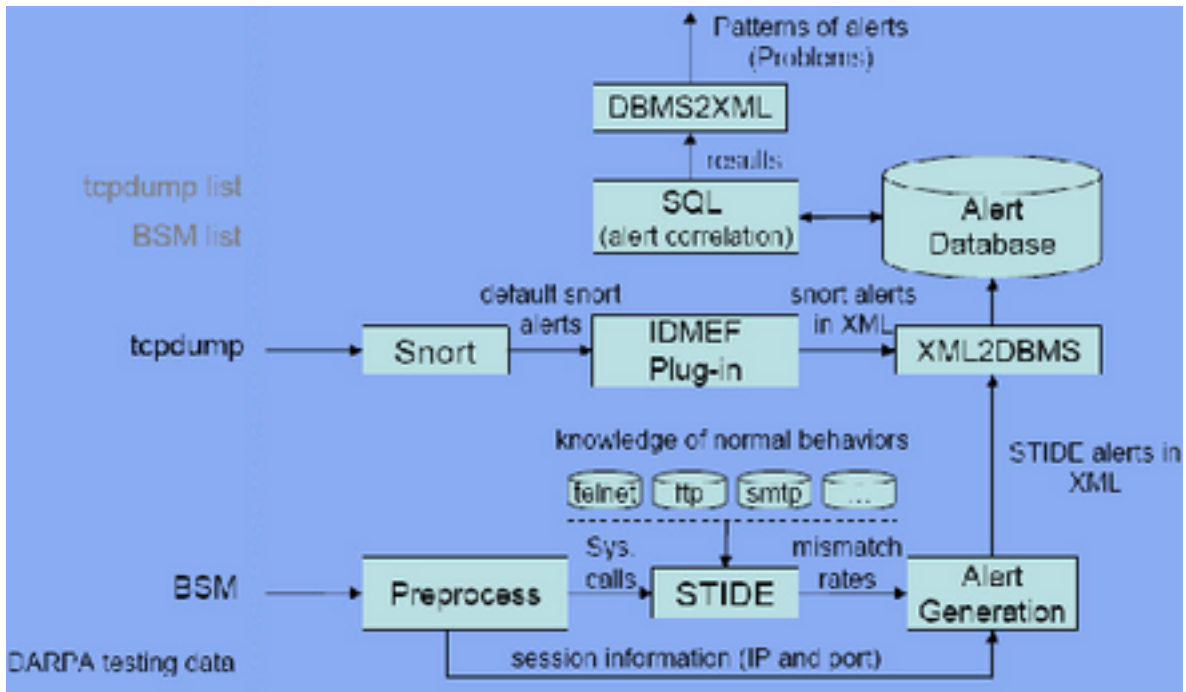 Patterns of alerts
(Problems)
DBMS2XML
results
tcpdump list
BSM list
SQL
(alert correlation)
Alert
Database
default snort
alerts
snort alerts
in XML
tcpdump
Snort
IDMEF
Plug-in
XML2DBMS
knowledge of normal behaviors
STIDE alerts in
XML
telnet
ftp
smtp
...
Sys.
calls
mismatch
rates
BSM
Preprocess
STIDE
Alert
Generation
DARPA testing data
session information (IP and port)